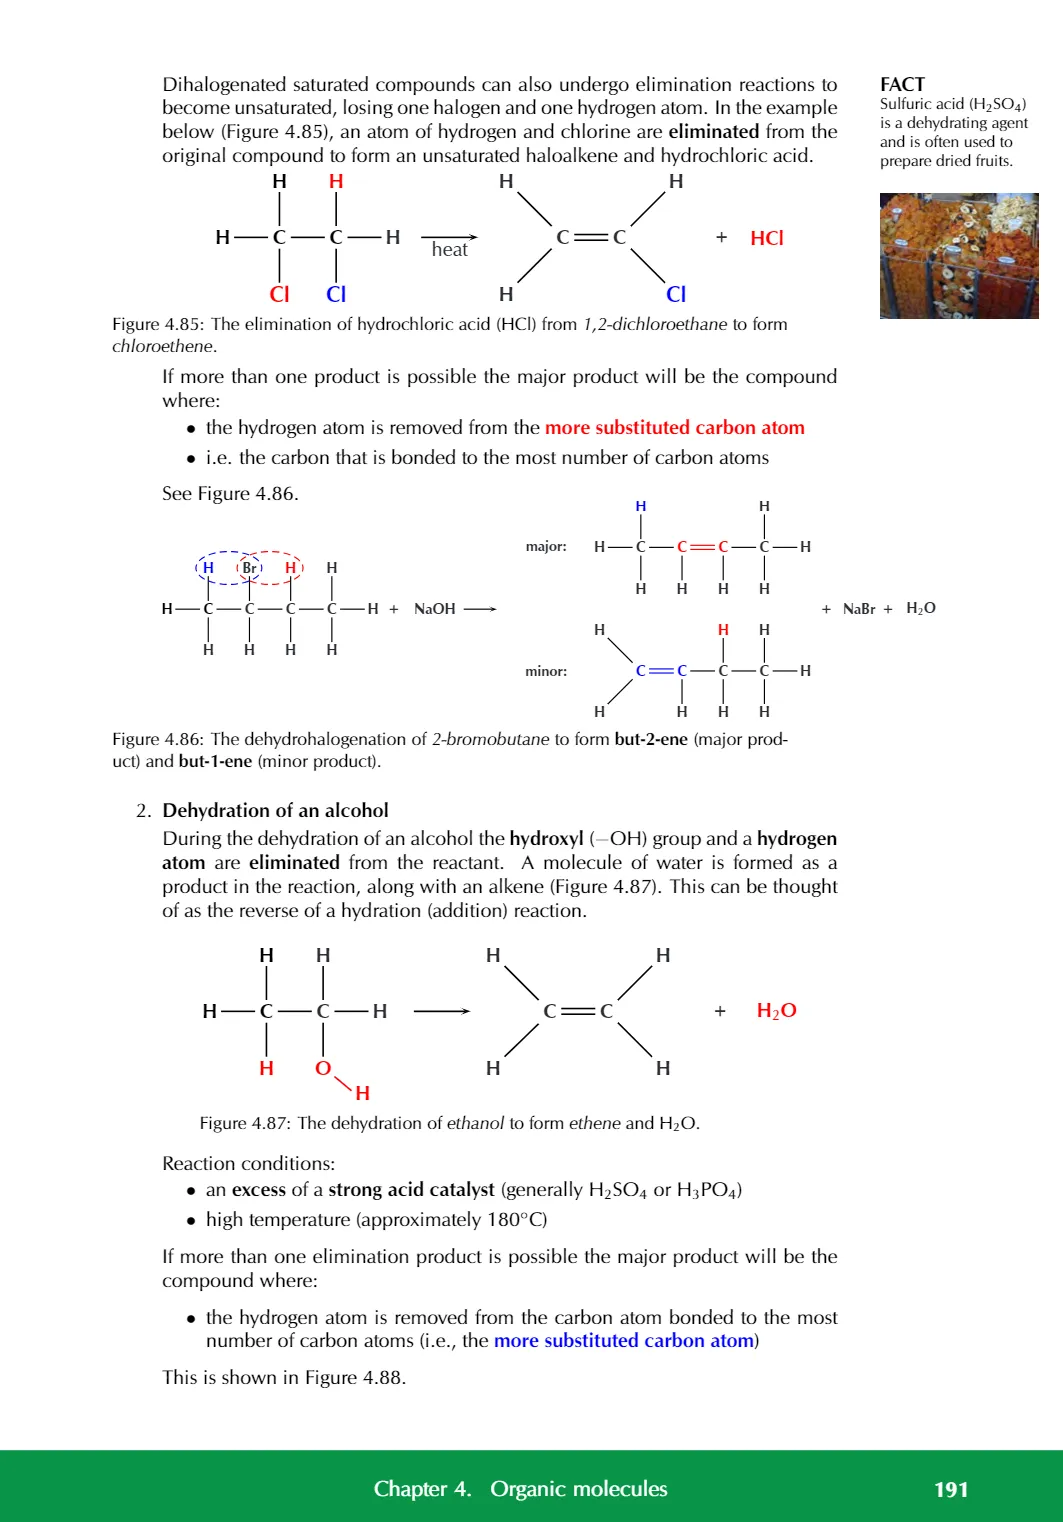 Dihalogenated saturated compounds can also undergo elimination reactions to
become unsaturated, losing one halogen and one hydrogen atom. In the example
below (Figure 4.85), an atom of hydrogen and chlorine are eliminated from the
original compound to form an unsaturated haloalkene and hydrochloric acid.
FACT
Sulfuric acid (H₂SO₄)
is a dehydrating agent
and is often used to
prepare dried fruits.
H H H H
H C C H heat C C + HCl
Cl Cl H Cl
Figure 4.85: The elimination of hydrochloric acid (HCl) from 1,2-dichloroethane to form
chloroethene.
If more than one product is possible the major product will be the compound
where:
• the hydrogen atom is removed from the more substituted carbon atom
• i.e. the carbon that is bonded to the most number of carbon atoms
See Figure 4.86.
H Br H H
H C C C C H + NaOH
H H H H
H H
major: H C C C C H
H H H H
H H H
minor: C C C C H
H H H H
+ NaBr + H₂O
Figure 4.86: The dehydrohalogenation of 2-bromobutane to form but-2-ene (major prod-
uct) and but-1-ene (minor product).
2. Dehydration of an alcohol
During the dehydration of an alcohol the hydroxyl (−OH) group and a hydrogen
atom are eliminated from the reactant. A molecule of water is formed as a
product in the reaction, along with an alkene (Figure 4.87). This can be thought
of as the reverse of a hydration (addition) reaction.
H H H H
H C C H C C + H₂O
H O H H
H
Figure 4.87: The dehydration of ethanol to form ethene and H₂O.
Reaction conditions:
• an excess of a strong acid catalyst (generally H₂SO₄ or H₃PO₄)
• high temperature (approximately 180°C)
If more than one elimination product is possible the major product will be the
compound where:
• the hydrogen atom is removed from the carbon atom bonded to the most
number of carbon atoms (i.e., the more substituted carbon atom)
This is shown in Figure 4.88.
Chapter 4. Organic molecules 191